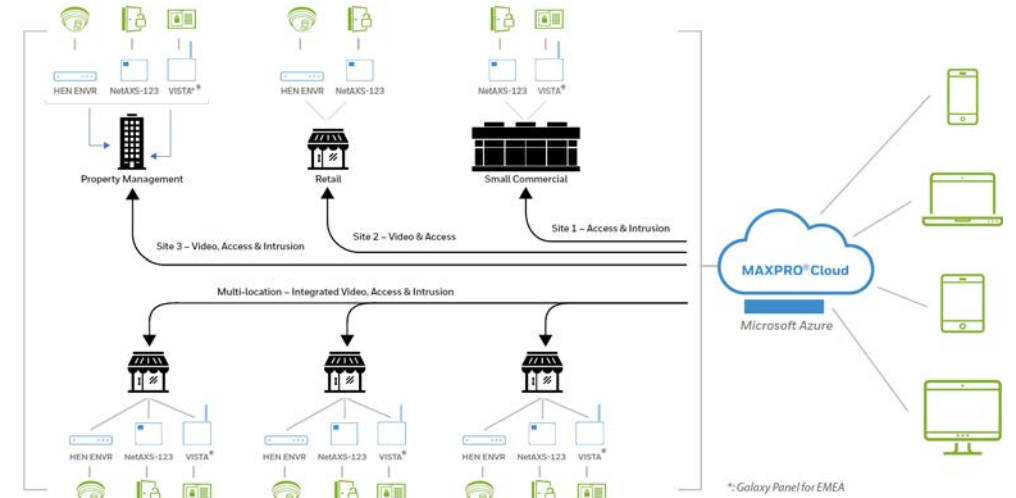 HEN ENVR NetAXS-123 VISTA*®
HEN ENVR NetAXS-123
NetAXS-123 VISTA®
Property Management
Retail
Small Commercial
Site 3 – Video, Access & Intrusion
Site 2 – Video & Access
Site 1 – Access & Intrusion
MAXPRO® Cloud
Microsoft Azure
Multi-location – Integrated Video, Access & Intrusion
HEN ENVR NetAXS-123 VISTA®
HEN ENVR NetAXS-123 VISTA®
HEN ENVR NetAXS-123 VISTA®
*: Galaxy Panel for EMEA